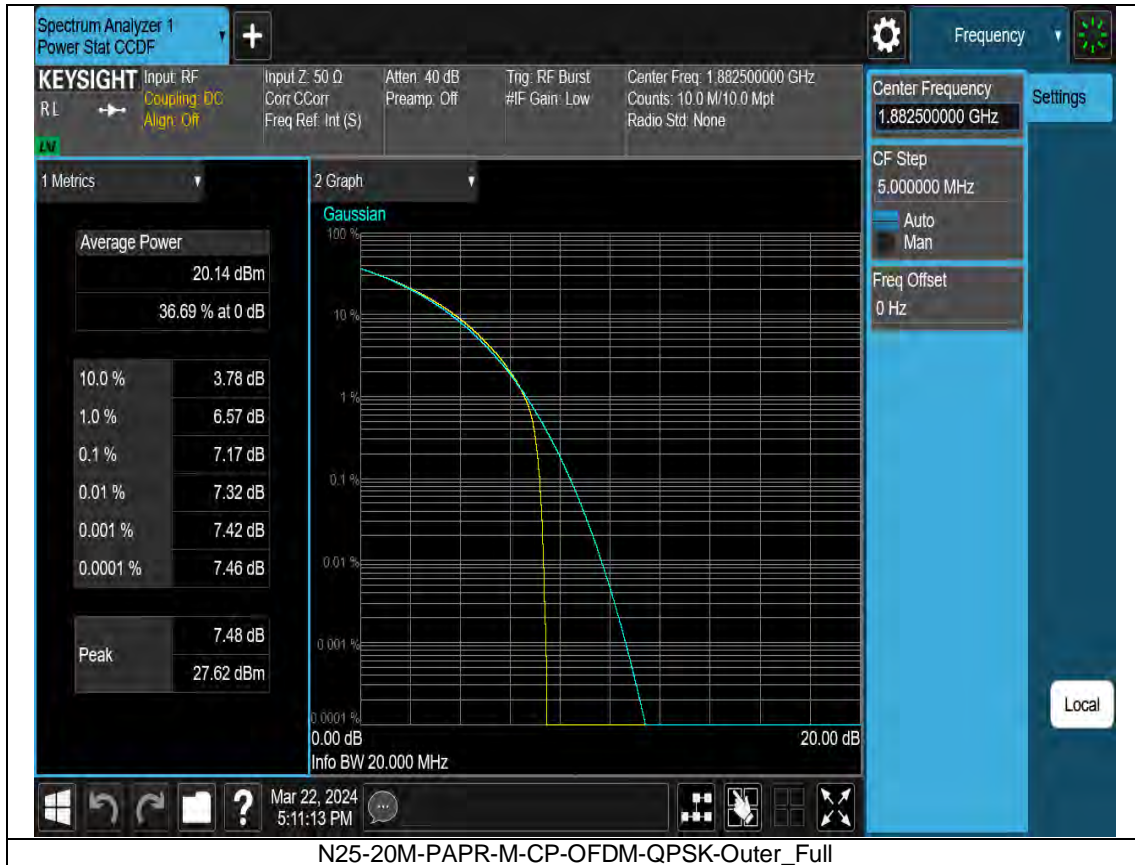 Spectrum Analyzer 1
Power Stat CCDF
+
Frequency
KEYSIGHT
RL
Input: RF
Coupling: DC
Align: Off
Input Z: 50 Ω
Corr CCorr
Freq Ref: Int (S)
Atten: 40 dB
Preamp: Off
Trig: RF Burst
#IF Gain: Low
Center Freq: 1.882500000 GHz
Counts: 10.0 M/10.0 Mpt
Radio Std: None
Center Frequency
1.882500000 GHz
Settings
CF Step
5.000000 MHz
Auto
Man
Freq Offset
0 Hz
1 Metrics
Average Power
20.14 dBm
36.69 % at 0 dB
10.0 % 3.78 dB
1.0 % 6.57 dB
0.1 % 7.17 dB
0.01 % 7.32 dB
0.001 % 7.42 dB
0.0001 % 7.46 dB
Peak
7.48 dB
27.62 dBm
2 Graph
Gaussian
100 %
10 %
1 %
0.1 %
0.01 %
0.001 %
0.0001 %
0.00 dB 20.00 dB
Info BW 20.000 MHz
Local
?
Mar 22, 2024
5:11:13 PM
N25-20M-PAPR-M-CP-OFDM-QPSK-Outer_Full